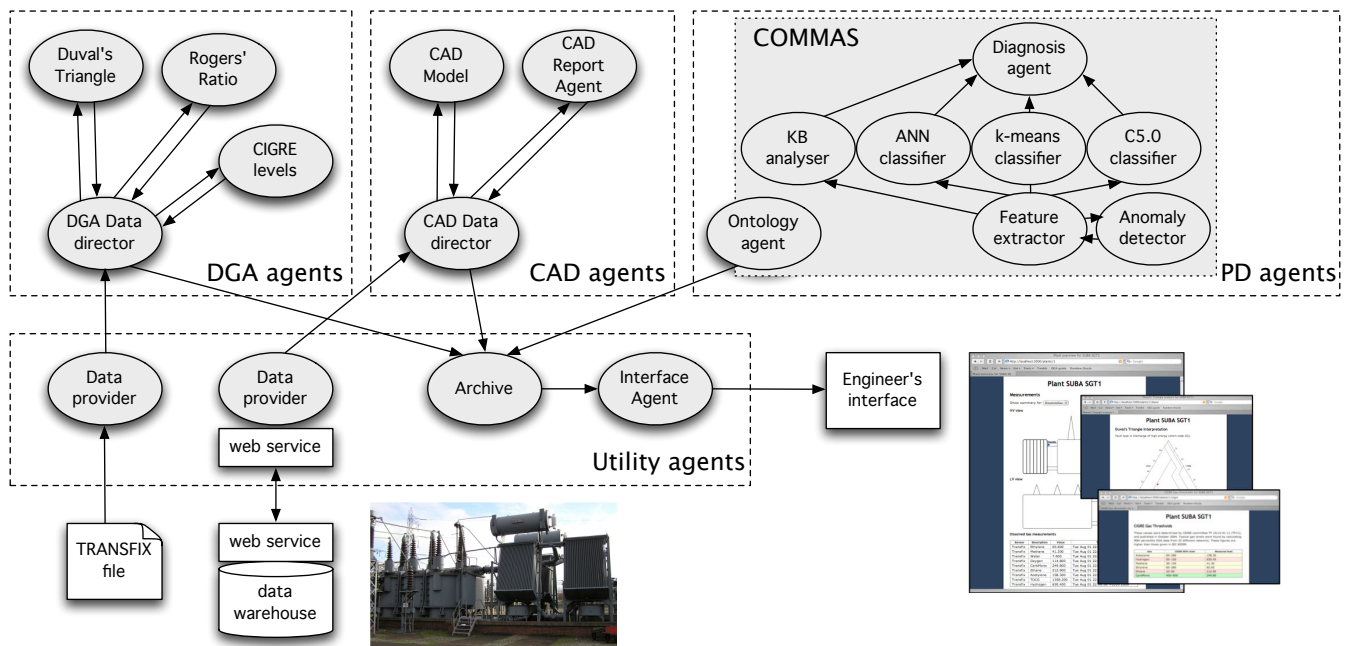 Duval's
Triangle
Rogers'
Ratio
CIGRE
levels
DGA Data
director
DGA agents
CAD
Model
CAD
Report
Agent
CAD Data
director
CAD agents
COMMAS
Diagnosis
agent
KB
analyser
ANN
classifier
k-means
classifier
C5.0
classifier
Ontology
agent
Feature
extractor
Anomaly
detector
PD agents
Data
provider
Data
provider
Archive
Interface
Agent
web service
Utility agents
Engineer's
interface
TRANSFIX
file
web service
data
warehouse
Plant SUBA SGT1
Measurements
HV view
LV view
Plant SUBA SGT1
Duval's Triangle interpretation
Plant SUBA SGT1
CIGRE Gas Thresholds